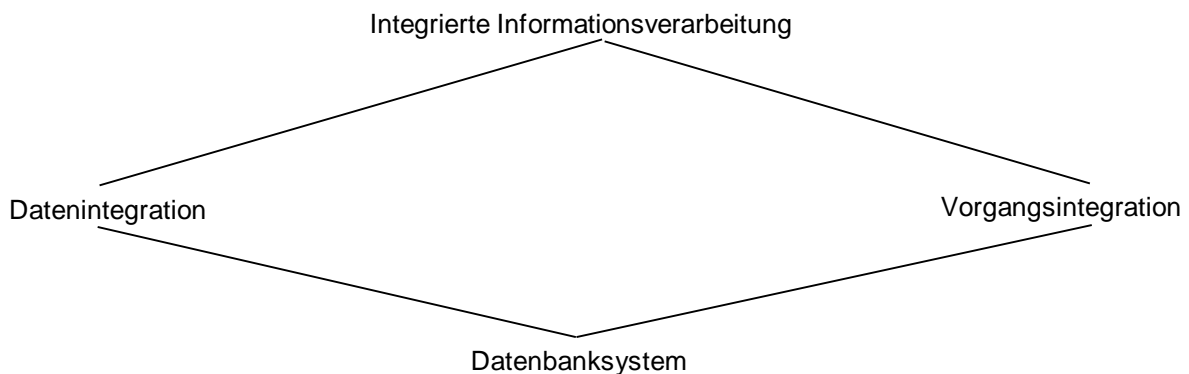 Integrierte Informationsverarbeitung
Datenintegration
Vorgangsintegration
Datenbanksystem